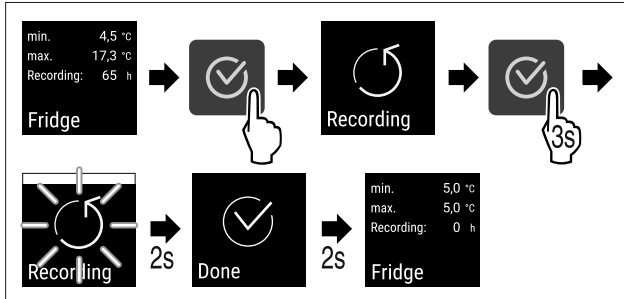 min. 4,5 °C
max. 17,3 °C
Recording: 65 h
Fridge
Recording
3s
Recording
2s
Done
2s
min. 5,0 °C
max. 5,0 °C
Recording: 0 h
Fridge